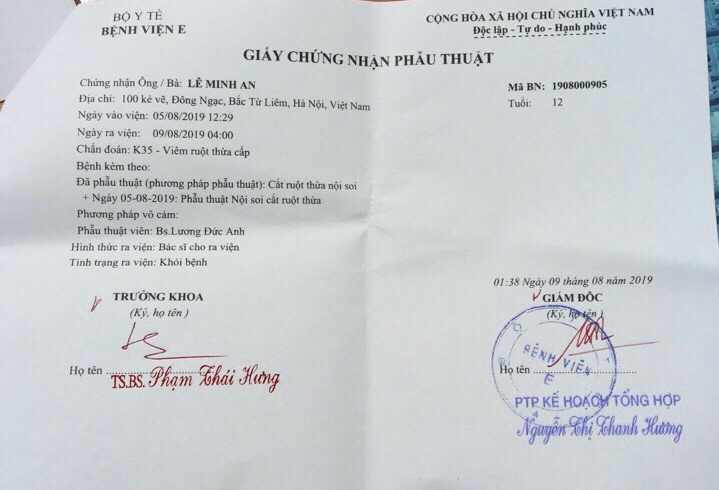 BỘ Y TẾ
BỆNH VIỆN E
CỘNG HÒA XÃ HỘI CHỦ NGHĨA VIỆT NAM
Độc lập - Tự do - Hạnh phúc
GIẤY CHỨNG NHẬN PHẪU THUẬT
Chứng nhận Ông / Bà: LÊ MINH AN
Mã BN: 1908000905
Địa chỉ: 100 kẻ vẽ, Đông Ngạc, Bắc Từ Liêm, Hà Nội, Việt Nam
Tuổi: 12
Ngày vào viện: 05/08/2019 12:29
Ngày ra viện: 09/08/2019 04:00
Chẩn đoán: K35 - Viêm ruột thừa cấp
Bệnh kèm theo:
Đã phẫu thuật (phương pháp phẫu thuật): Cắt ruột thừa nội soi
+ Ngày 05-08-2019: Phẫu thuật Nội soi cắt ruột thừa
Phương pháp vô cảm:
Phẫu thuật viên: Bs.Lương Đức Anh
Hình thức ra viện: Bác sĩ cho ra viện
Tình trạng ra viện: Khỏi bệnh
01:38 Ngày 09 tháng 08 năm 2019
TRƯỞNG KHOA
(Ký, họ tên )
GIÁM ĐỐC
(Ký, họ tên )
BỆNH VIỆN
E
Họ tên
TS.BS. Phạm Thái Hưng
Họ tên
PTP KẾ HOẠCH TỔNG HỢP
Nguyễn Thị Thanh Hương